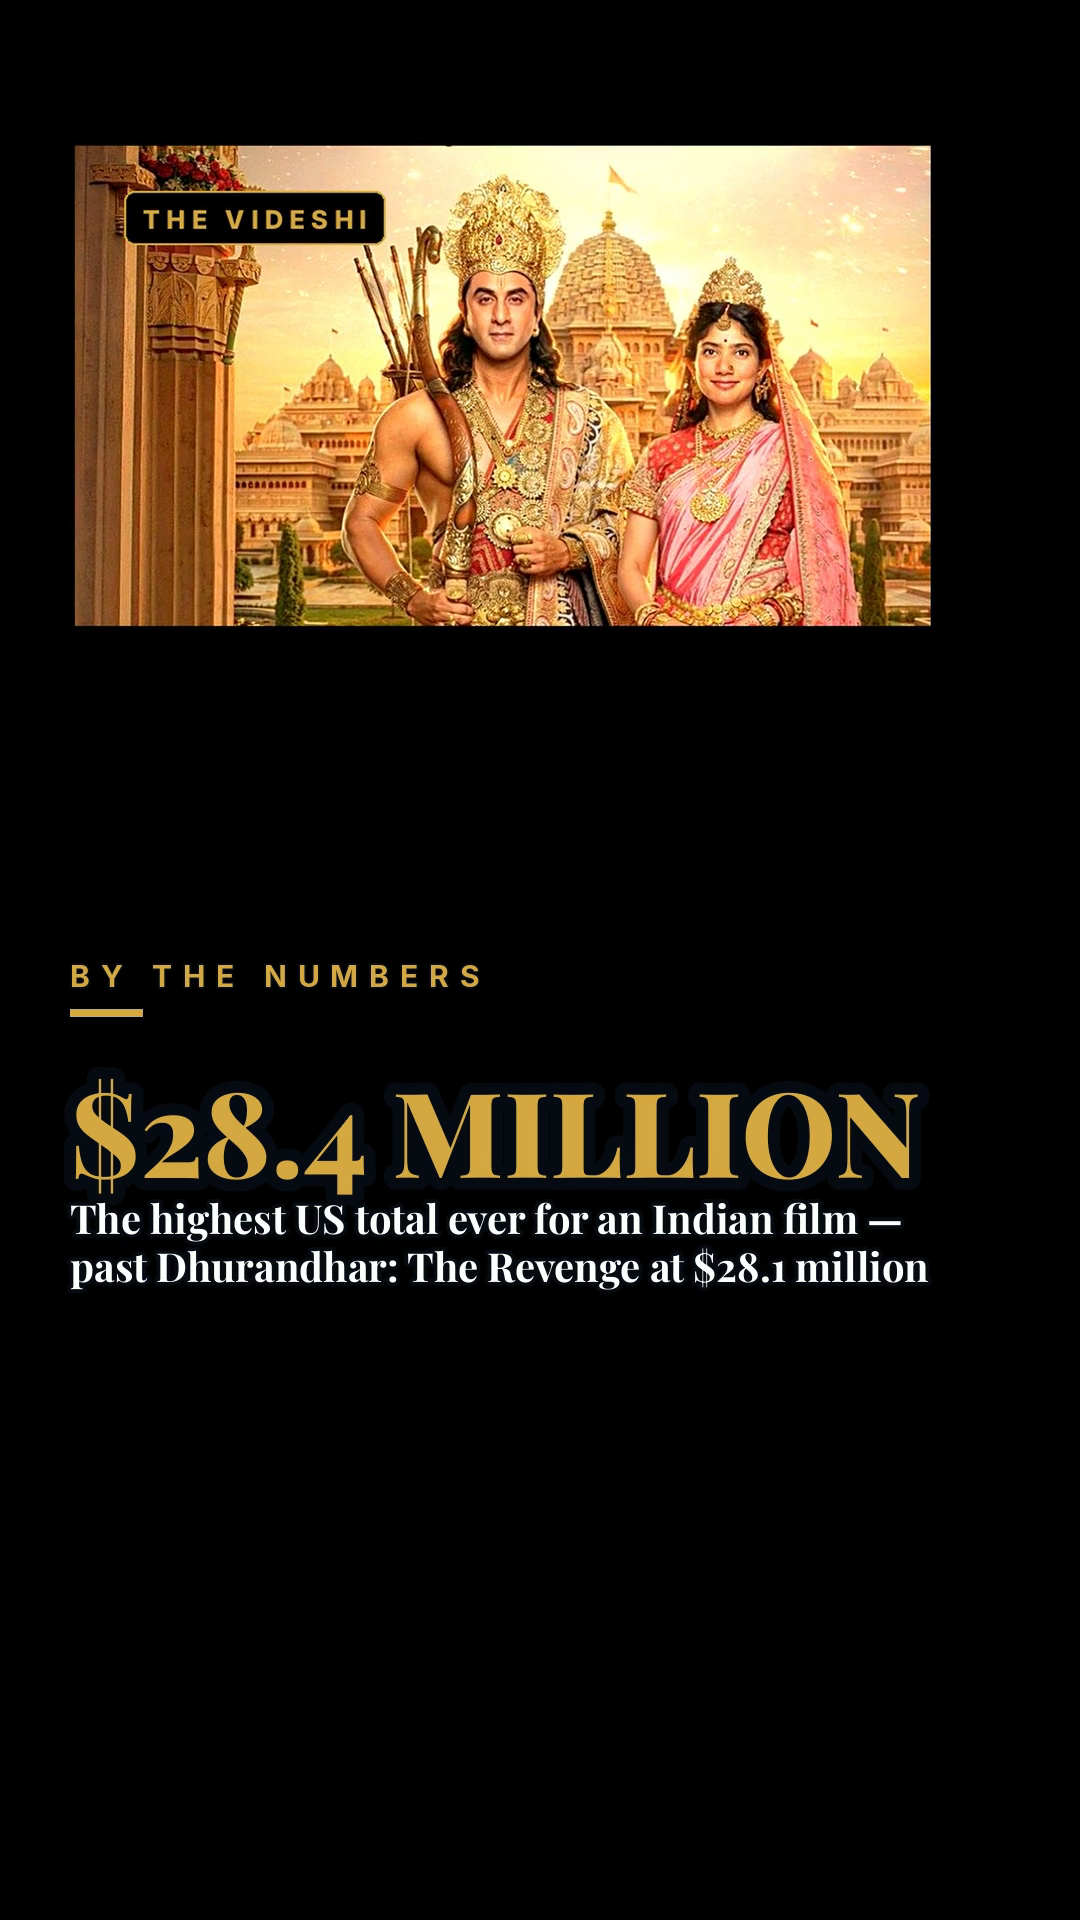 THE VIDESHI
BY THE NUMBERS
$28.4 MILLION
The highest US total ever for an Indian film —
past Dhurandhar: The Revenge at $28.1 million